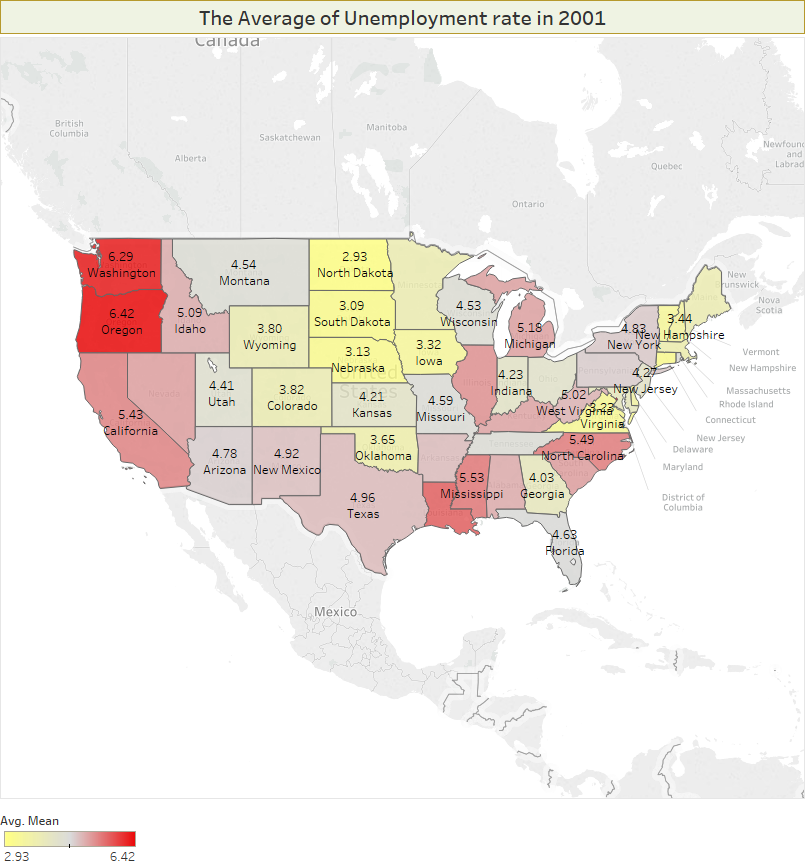 The Average of Unemployment rate in 2001
Canada
British
Columbia
Alberta
Saskatchewan
Manitoba
Ontario
Quebec
Newfoun
and
Labrad
New
Brunswick
Nova
Scotia
6.29
Washington
4.54
Montana
2.93
North Dakota
6.42
Oregon
5.09
Idaho
3.80
Wyoming
3.09
South Dakota
4.53
Wisconsin
5.18
Michigan
4.83
New York
3.44
New Hampshire
3.13
Nebraska
3.32
Iowa
United
States
Vermont
New Hampshire
Massachusetts
Rhode Island
Connecticut
New Jersey
Delaware
Maryland
District of
Columbia
Nevada
5.43
California
4.41
Utah
3.82
Colorado
4.21
Kansas
4.59
Missouri
4.23
Indiana
4.27
New Jersey
5.02
West Virginia
Virginia
4.78
Arizona
4.92
New Mexico
3.65
Oklahoma
Tennessee
5.49
North Carolina
5.53
Mississippi
4.03
Georgia
4.96
Texas
4.63
Florida
Mexico
Avg. Mean
2.93
6.42